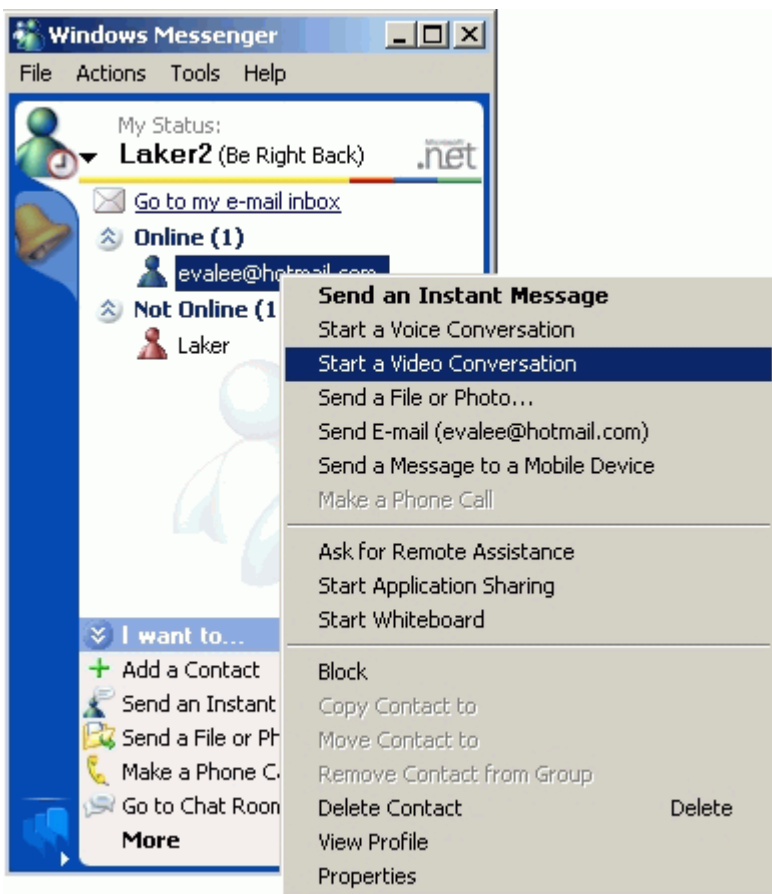 Windows Messenger
File Actions Tools Help
My Status:
Laker2 (Be Right Back)
Microsoft
.net
Go to my e-mail inbox
Online (1)
evalee@hotmail.com
Not Online (1
Laker
Send an Instant Message
Start a Voice Conversation
Start a Video Conversation
Send a File or Photo...
Send E-mail (evalee@hotmail.com)
Send a Message to a Mobile Device
Make a Phone Call
Ask for Remote Assistance
Start Application Sharing
Start Whiteboard
Block
Copy Contact to
Move Contact to
Remove Contact from Group
Delete Contact Delete
View Profile
Properties
I want to...
Add a Contact
Send an Instant
Send a File or Ph
Make a Phone C
Go to Chat Room
More